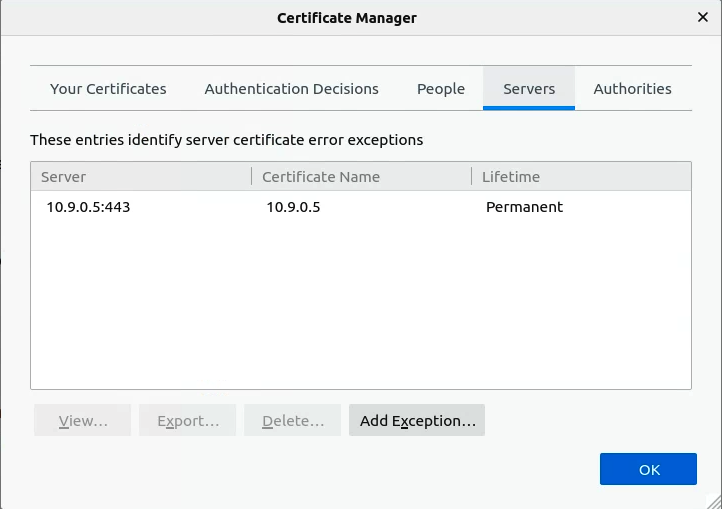 Certificate Manager
Your Certificates Authentication Decisions People Servers Authorities
These entries identify server certificate error exceptions
Server Certificate Name Lifetime
10.9.0.5:443 10.9.0.5 Permanent
View… Export… Delete… Add Exception…
OK